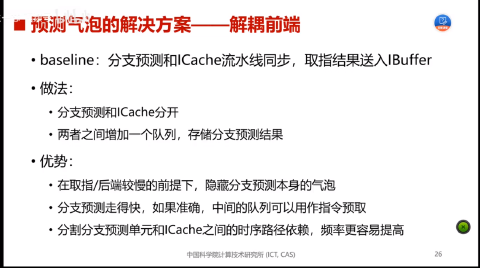 预测气泡的解决方案——解耦前端
• baseline：分支预测和ICache流水线同步，取指结果送入IBuffer
• 做法：
• 分支预测和ICache分开
• 两者之间增加一个队列，存储分支预测结果
• 优势：
• 在取指/后端较慢的前提下，隐藏分支预测本身的气泡
• 分支预测走得快，如果准确，中间的队列可以用作指令预取
• 分割分支预测单元和ICache之间的时序路径依赖，频率更容易提高
中国科学院计算技术研究所 (ICT, CAS)
26